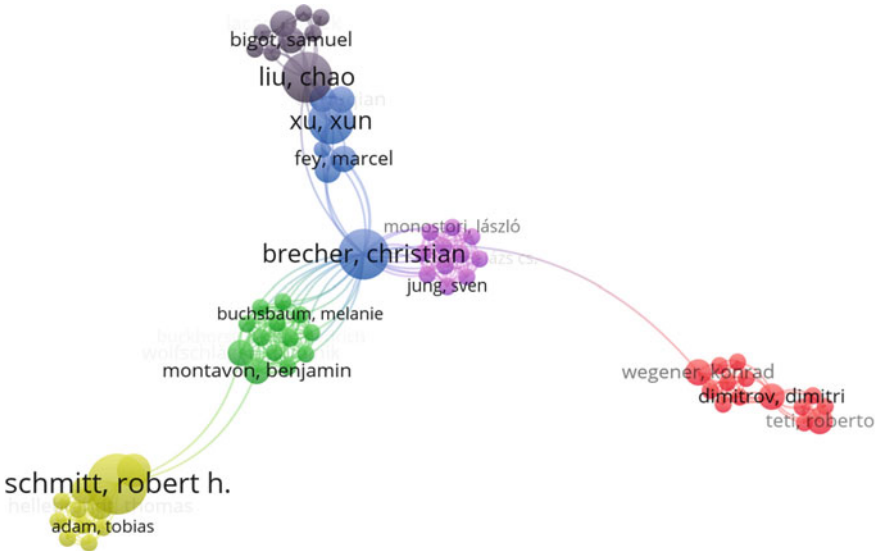 bigot, samuel
liu, chao
xu, xun
fey, marcel
monostori, lászló
brecher, christian
jung, sven
buchsbaum, melanie
montavon, benjamin
wegener, konrad
dimitrov, dimitri
teti, roberto
schmitt, robert h.
adam, tobias